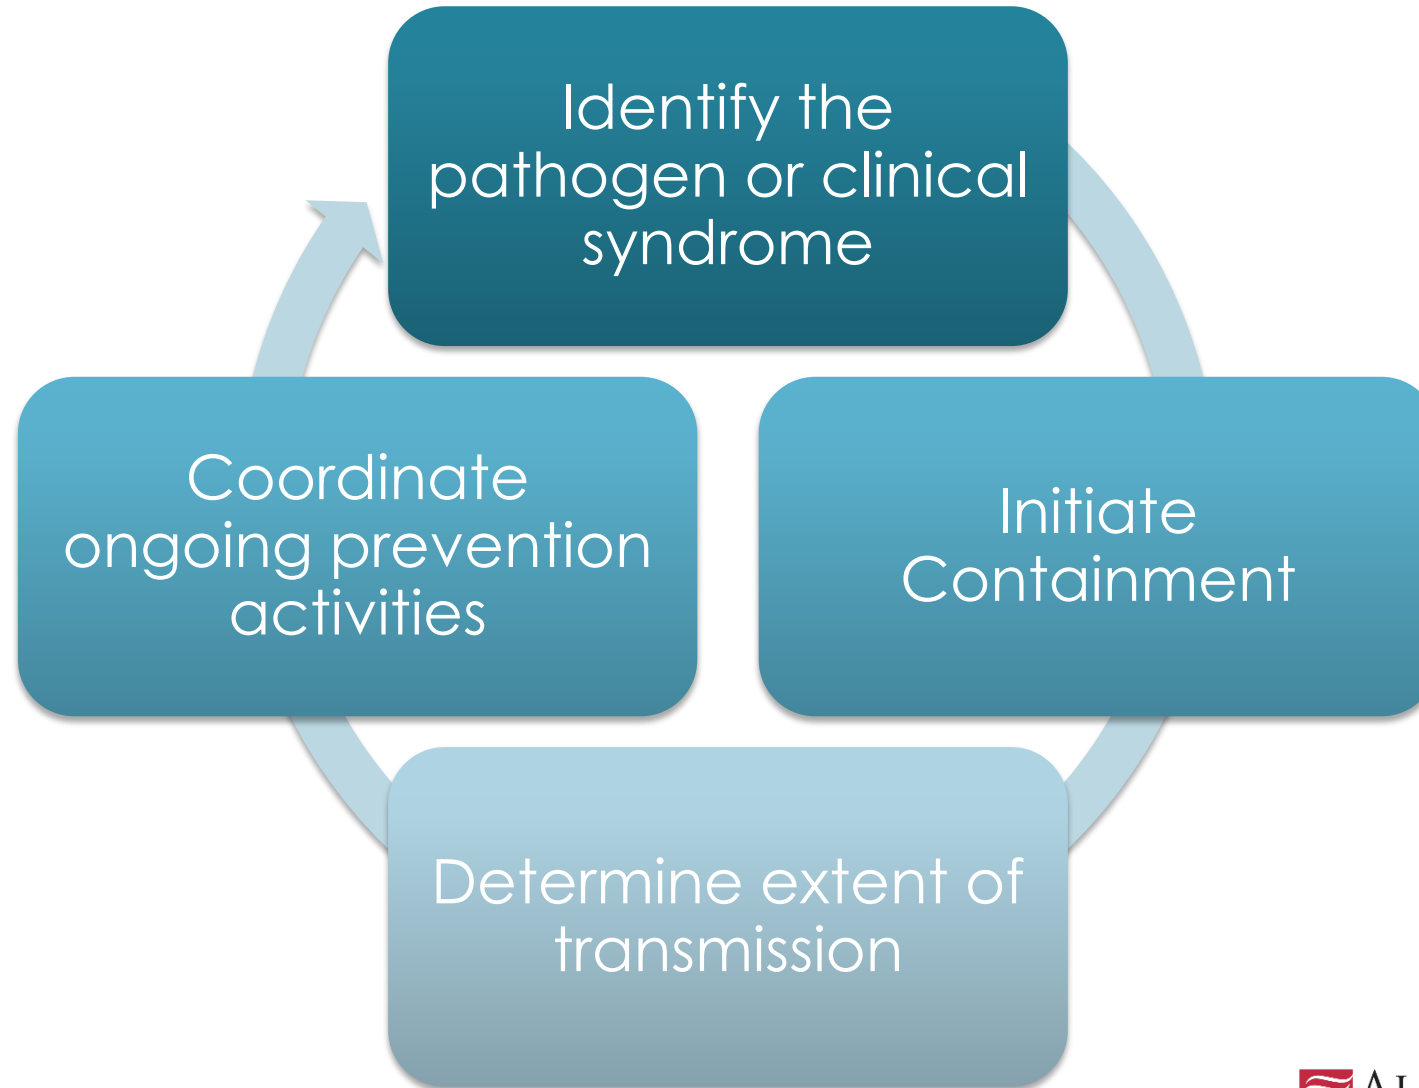 Identify the
pathogen or clinical
syndrome
Initiate
Containment
Determine extent of
transmission
Coordinate
ongoing prevention
activities